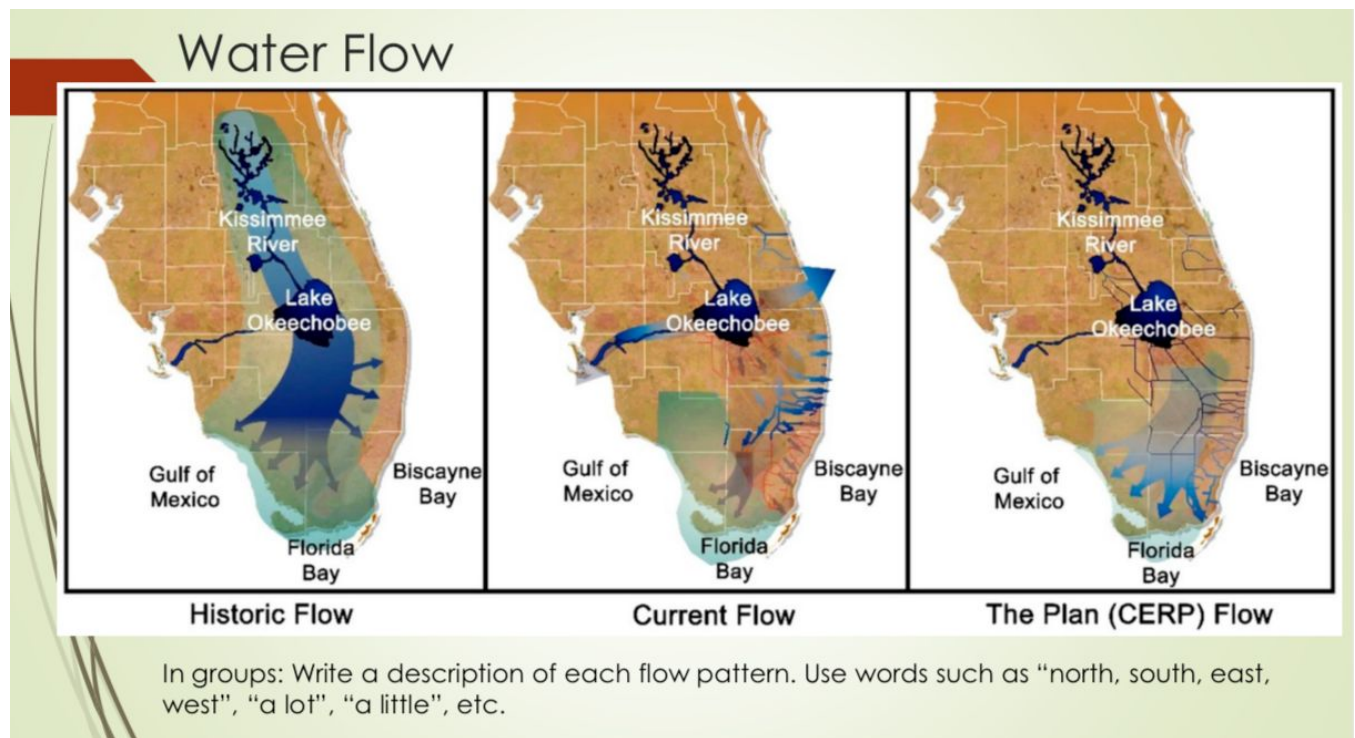 Water Flow
Kissimmee
River
Lake
Okeechobee
Gulf of
Mexico
Biscayne
Bay
Florida
Bay
Historic Flow
Kissimmee
River
Lake
Okeechobee
Gulf of
Mexico
Biscayne
Bay
Florida
Bay
Current Flow
Kissimmee
River
Lake
Okeechobee
Gulf of
Mexico
Biscayne
Bay
Florida
Bay
The Plan (CERP) Flow
In groups: Write a description of each flow pattern. Use words such as “north, south, east,
west”, “a lot”, “a little”, etc.